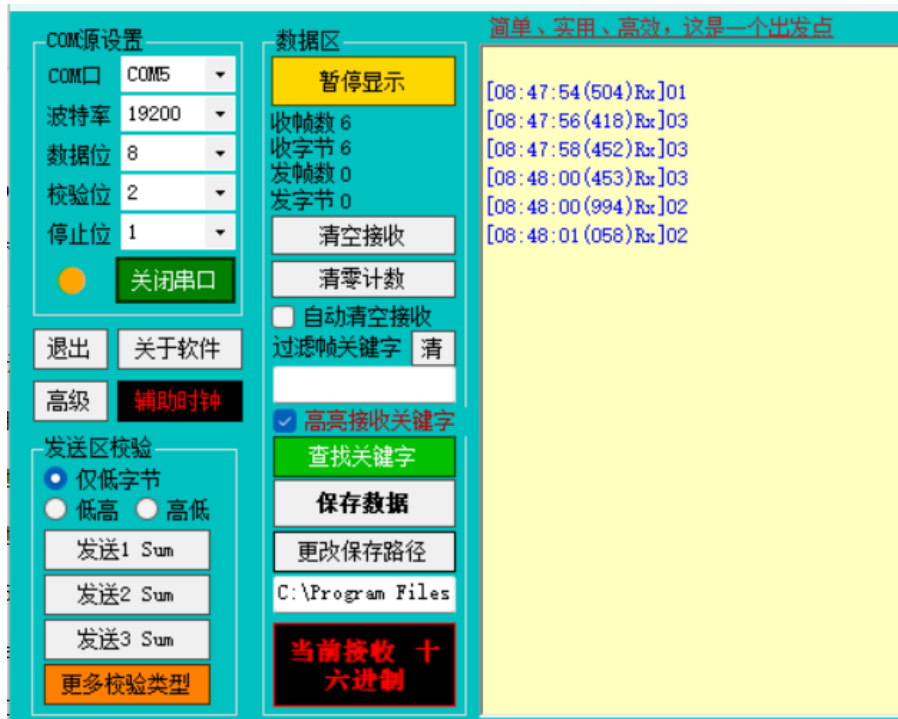 COM源设置
COM口 COM5
波特率 19200
数据位 8
校验位 2
停止位 1
关闭串口
退出 关于软件
高级 辅助时钟
发送区校验
仅低字节
低高 高低
发送1 Sum
发送2 Sum
发送3 Sum
更多校验类型
数据区
暂停显示
收帧数 6
收字节 6
发帧数 0
发字节 0
清空接收
清零计数
自动清空接收
过滤帧关键字 清
高亮接收关键字
查找关键字
保存数据
更改保存路径
C:\Program Files
当前接收 十
六进制
简单、实用、高效，这是一个出发点
[08:47:54(504)Rx]01
[08:47:56(418)Rx]03
[08:47:58(452)Rx]03
[08:48:00(453)Rx]03
[08:48:00(994)Rx]02
[08:48:01(058)Rx]02